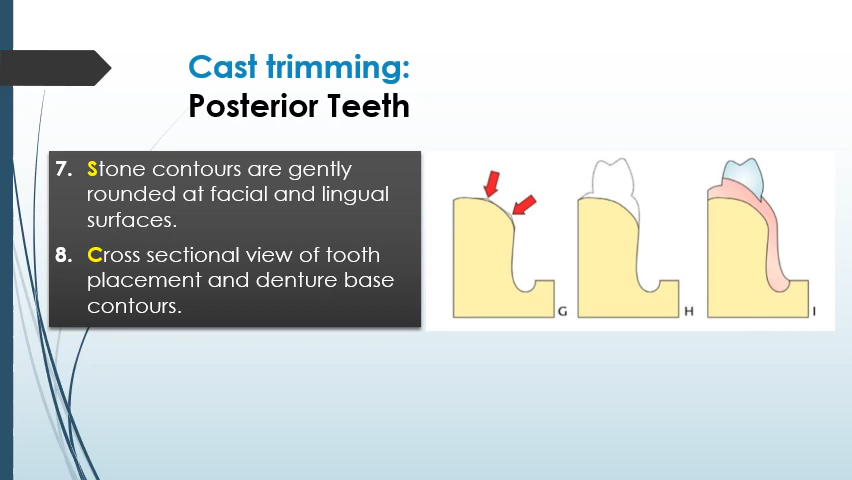 Cast trimming:
Posterior Teeth
7. Stone contours are gently
rounded at facial and lingual
surfaces.
8. Cross sectional view of tooth
placement and denture base
contours.
G
H
I